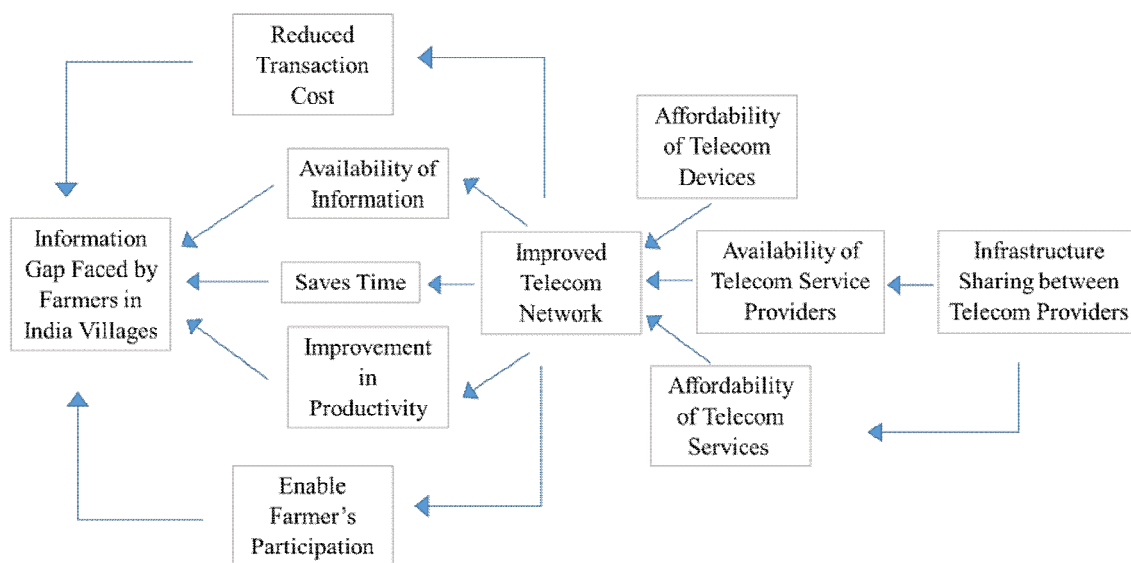 Reduced
Transaction
Cost
Affordability
of Telecom
Devices
Availability of
Information
Information
Gap Faced by
Farmers in
India Villages
Saves Time
Improved
Telecom
Network
Availability of
Telecom Service
Providers
Infrastructure
Sharing between
Telecom Providers
Improvement
in
Productivity
Affordability
of Telecom
Services
Enable
Farmer's
Participation